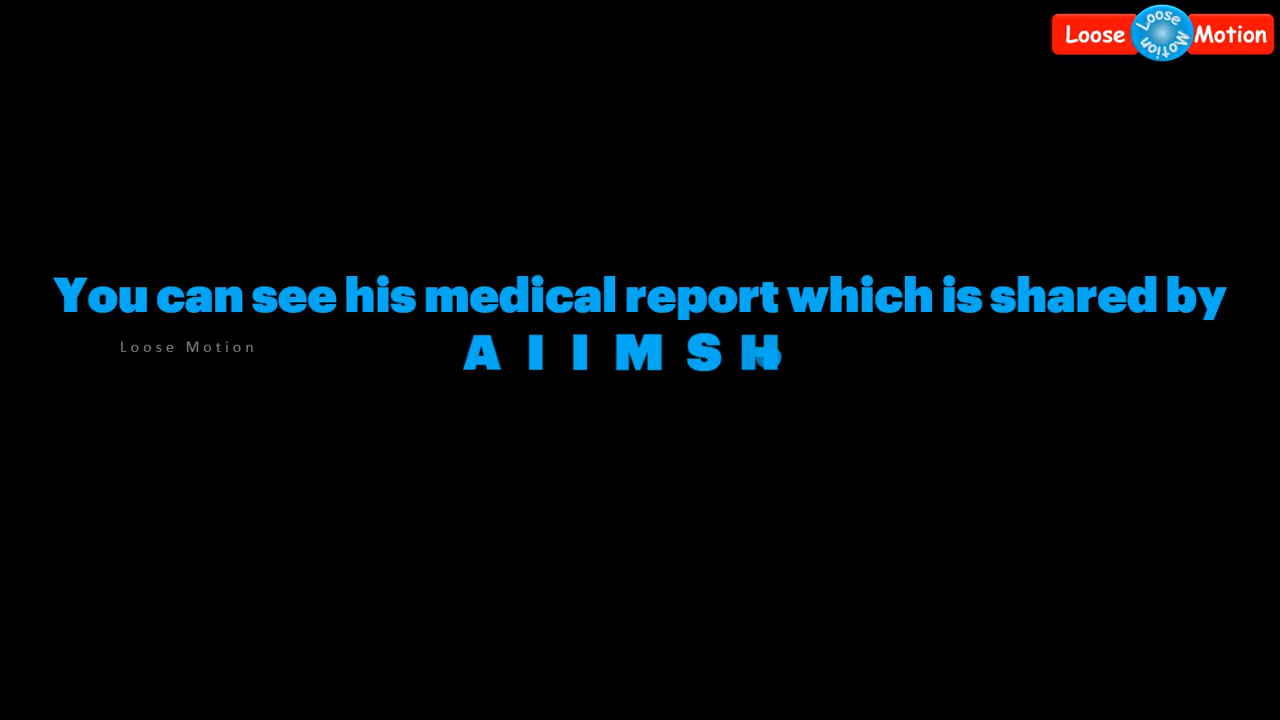 Loose Loose Motion Motion
You can see his medical report which is shared by
Loose Motion
A I I M S H